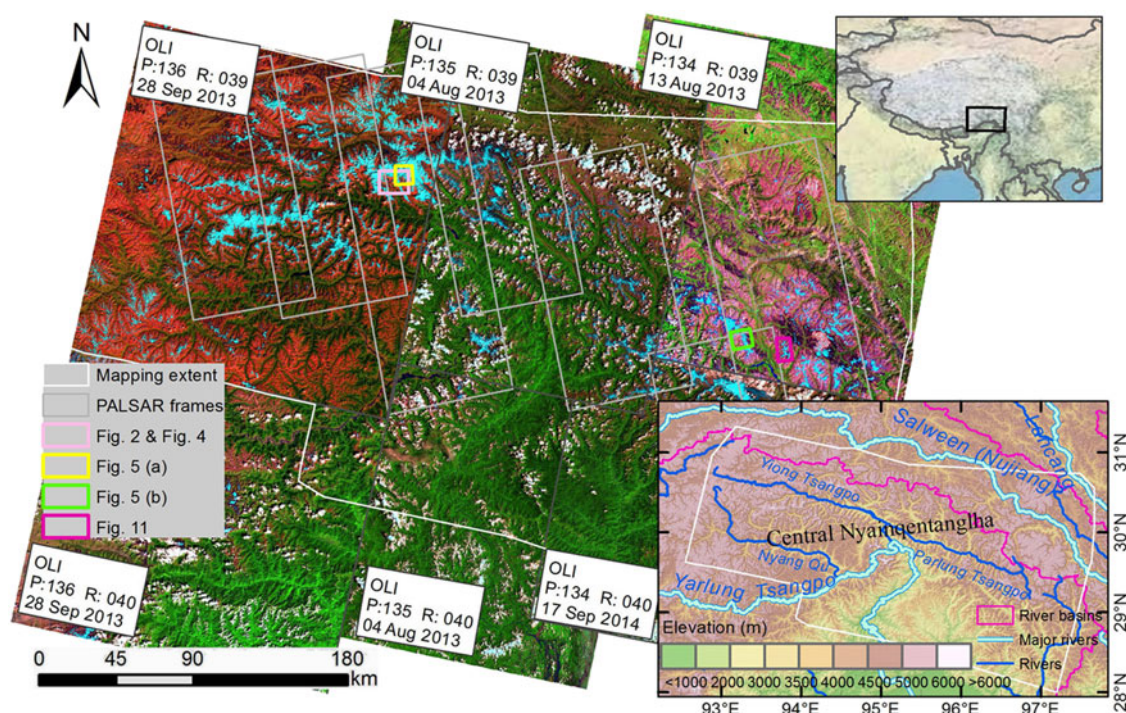 N
OLI
P:136 R: 039
28 Sep 2013
OLI
P:135 R: 039
04 Aug 2013
OLI
P:134 R: 039
13 Aug 2013
Mapping extent
PALSAR frames
Fig. 2 & Fig. 4
Fig. 5 (a)
Fig. 5 (b)
Fig. 11
OLI
P:136 R: 040
28 Sep 2013
OLI
P:135 R: 040
04 Aug 2013
OLI
P:134 R: 040
17 Sep 2014
0 45 90 180
km
Salween (Nujiang)
Lancang
Yiong Tsangpo
Central Nyainqentanglha
Nyang Qu
Parlung Tsangpo
Yarlung Tsangpo
River basins
Major rivers
Rivers
Elevation (m)
<1000 2000 3000 3500 4000 4500 5000 6000 >6000
31°N
30°N
29°N
28°N
93°E 94°E 95°E 96°E 97°E